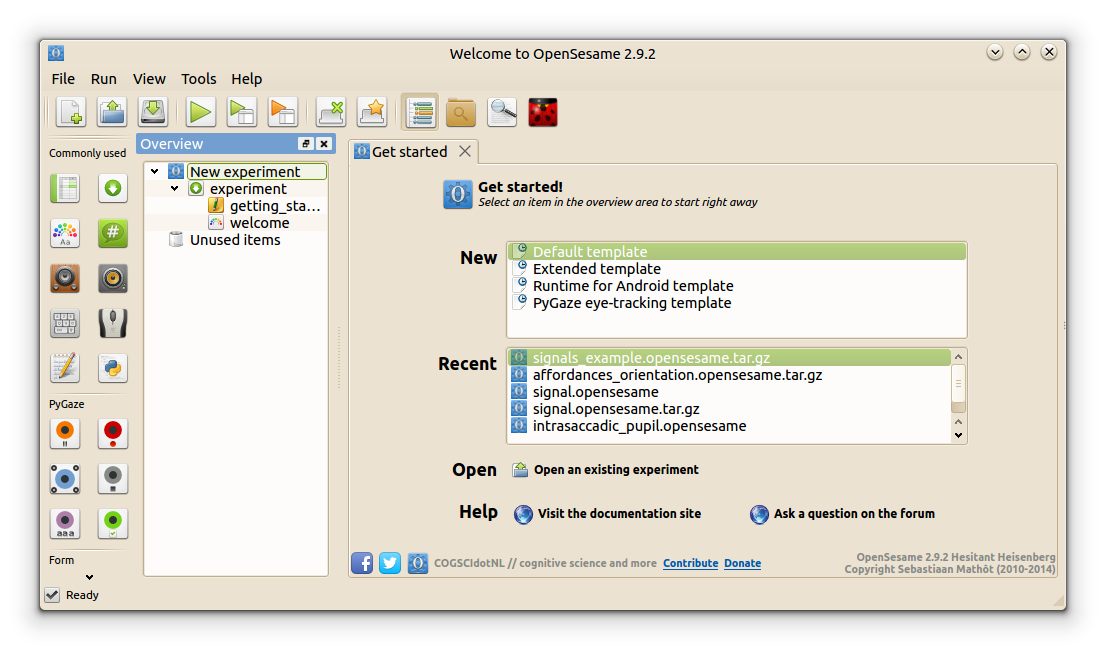 Welcome to OpenSesame 2.9.2
File Run View Tools Help
Commonly used
Overview
New experiment
experiment
getting_sta...
welcome
Unused items
Aa
#
PyGaze
aaa
Form
Ready
Get started
Get started!
Select an item in the overview area to start right away
New
Default template
Extended template
Runtime for Android template
PyGaze eye-tracking template
Recent
signals_example.opensesame.tar.gz
affordances_orientation.opensesame.tar.gz
signal.opensesame
signal.opensesame.tar.gz
intrasaccadic_pupil.opensesame
Open Open an existing experiment
Help Visit the documentation site Ask a question on the forum
COGSCIdotNL // cognitive science and more Contribute Donate
OpenSesame 2.9.2 Hesitant Heisenberg
Copyright Sebastiaan Mathôt (2010-2014)